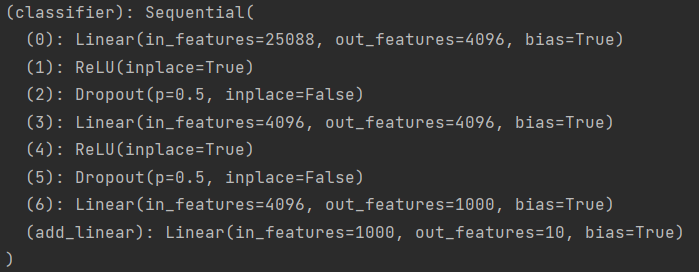 (classifier): Sequential(
  (0): Linear(in_features=25088, out_features=4096, bias=True)
  (1): ReLU(inplace=True)
  (2): Dropout(p=0.5, inplace=False)
  (3): Linear(in_features=4096, out_features=4096, bias=True)
  (4): ReLU(inplace=True)
  (5): Dropout(p=0.5, inplace=False)
  (6): Linear(in_features=4096, out_features=1000, bias=True)
  (add_linear): Linear(in_features=1000, out_features=10, bias=True)
)